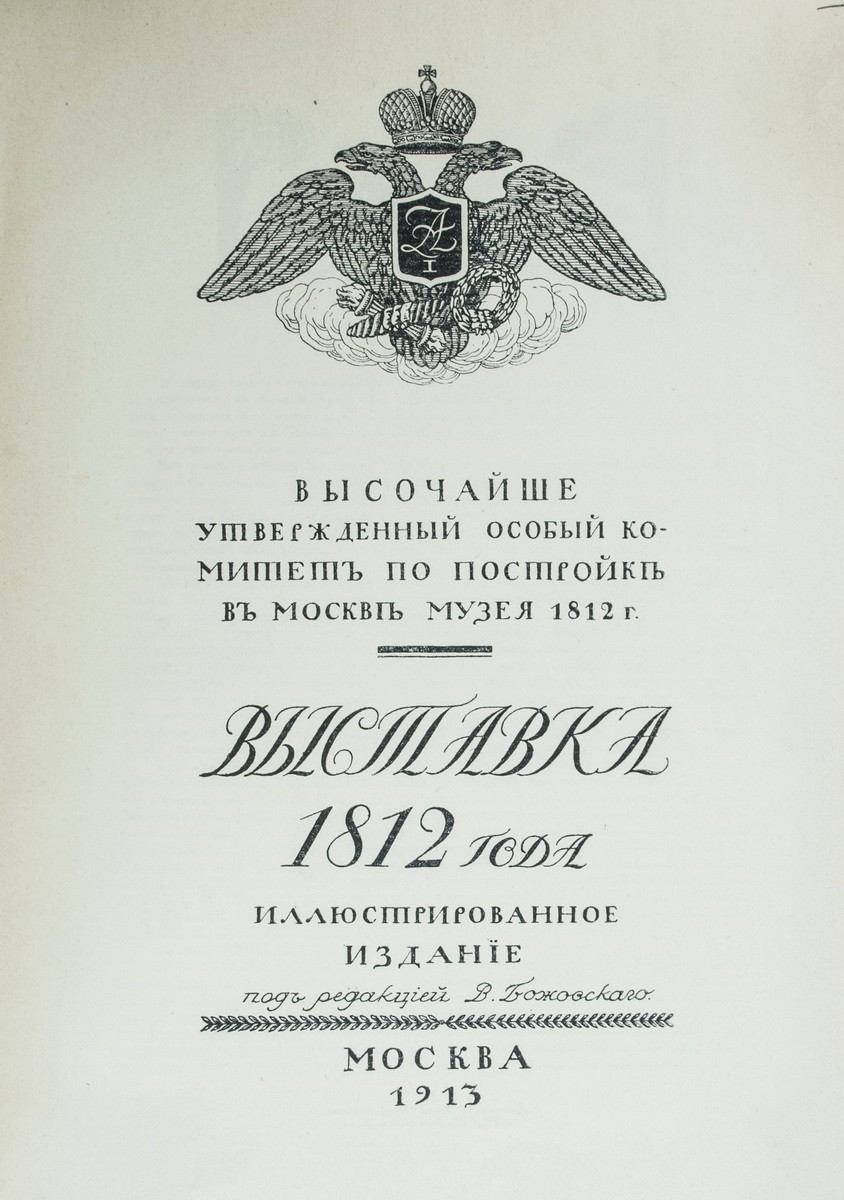 А
I
ВЫСОЧАЙШЕ
УТВЕРЖДЕННЫЙ ОСОБЫЙ КО-
МИТЕТЪ ПО ПОСТРОЙКѢ
ВЪ МОСКВѢ МУЗЕЯ 1812 г.
ВЫСТАВКА
1812 ГОДА
ИЛЛЮСТРИРОВАННОЕ
ИЗДАНІЕ
подъ редакціей В. Божовскаго.
МОСКВА
1913